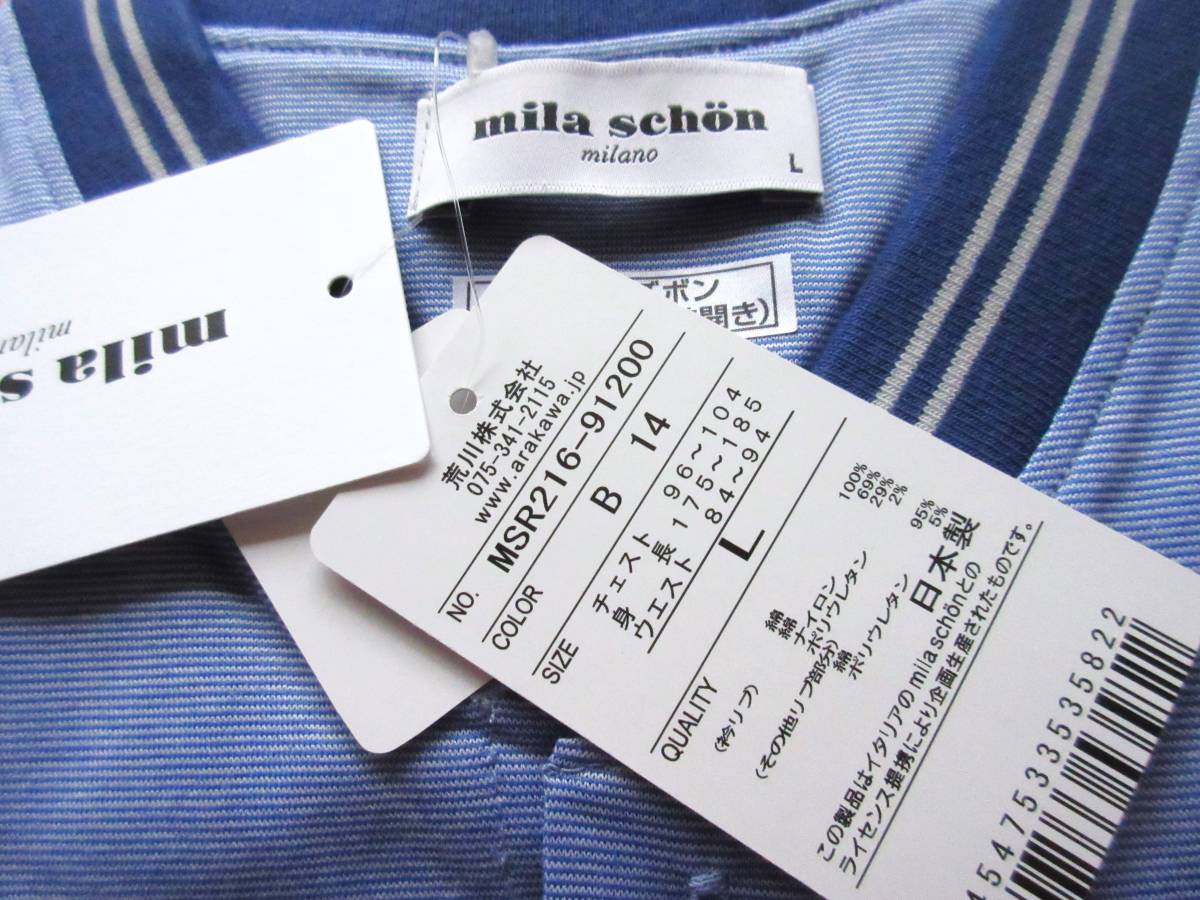 mila schön
milano
L
ズボン
開き)
mila s
milan
荒川株式会社
075-341-2115
www.arakawa.jp
NO. MSR216-91200
COLOR B 14
SIZE チェスト 96~104
身長 175~185
ウエスト 84~94
L
QUALITY
綿 100%
(衿リブ) 綿 69%
ナイロン 29%
ポリウレタン 2%
(その他リブ部分) 綿 95%
ポリウレタン 5%
日本製
この製品はイタリアのmila schönとの
ライセンス提携により企画生産されたものです。
4547533535822